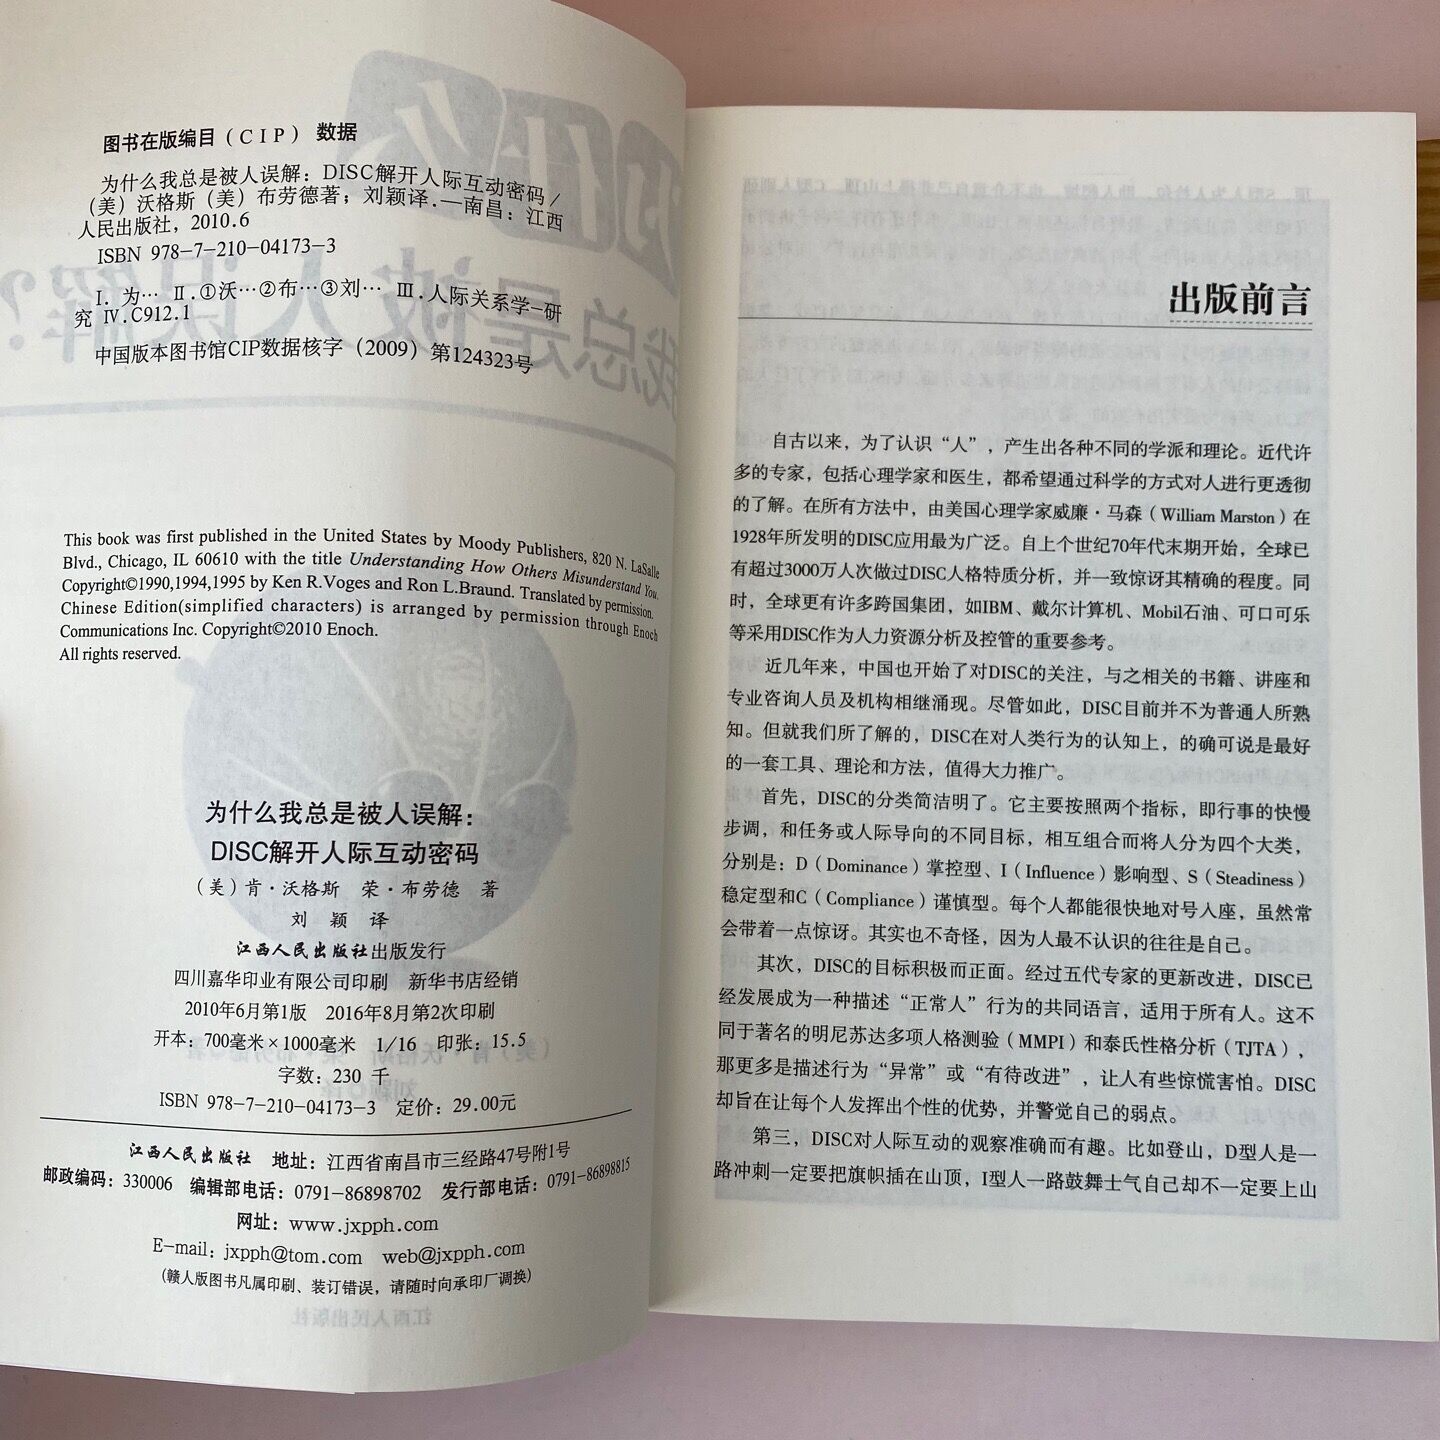 图书在版编目(CIP)数据
为什么我总是被人误解：DISC解开人际互动密码／
（美）沃格斯（美）布劳德著；刘颖译.—南昌：江西
人民出版社，2010.6
ISBN 978-7-210-04173-3
Ⅰ. 为… Ⅱ.①沃…②布…③刘… Ⅲ.人际关系学－研
究 Ⅳ.C912.1
中国版本图书馆CIP数据核字（2009）第124323号
This book was first published in the United States by Moody Publishers, 820 N. LaSalle
Blvd., Chicago, IL 60610 with the title Understanding How Others Misunderstand You.
Copyright©1990,1994,1995 by Ken R.Voges and Ron L.Braund. Translated by permission.
Chinese Edition(simplified characters) is arranged by permission through Enoch
Communications Inc. Copyright©2010 Enoch.
All rights reserved.
为什么我总是被人误解：
DISC解开人际互动密码
（美）肯·沃格斯 荣·布劳德 著
刘 颖 译
江西人民出版社出版发行
四川嘉华印业有限公司印刷 新华书店经销
2010年6月第1版 2016年8月第2次印刷
开本：700毫米×1000毫米 1/16 印张：15.5
字数：230 千
ISBN 978-7-210-04173-3 定价：29.00元
江西人民出版社 地址：江西省南昌市三经路47号附1号
邮政编码：330006 编辑部电话：0791-86898702 发行部电话：0791-86898815
网址：www.jxpph.com
E-mail：jxpph@tom.com web@jxpph.com
（赣人版图书凡属印刷、装订错误，请随时向承印厂调换）
出版前言
自古以来，为了认识“人”，产生出各种不同的学派和理论。近代许
多的专家，包括心理学家和医生，都希望通过科学的方式对人进行更透彻
的了解。在所有方法中，由美国心理学家威廉·马森（William Marston）在
1928年所发明的DISC应用最为广泛。自上个世纪70年代末期开始，全球已
有超过3000万人次做过DISC人格特质分析，并一致惊讶其精确的程度。同
时，全球更有许多跨国集团，如IBM、戴尔计算机、Mobil石油、可口可乐
等采用DISC作为人力资源分析及控管的重要参考。
近几年来，中国也开始了对DISC的关注，与之相关的书籍、讲座和
专业咨询人员及机构相继涌现。尽管如此，DISC目前并不为普通人所熟
知。但就我们所了解的，DISC在对人类行为的认知上，的确可说是最好
的一套工具、理论和方法，值得大力推广。
首先，DISC的分类简洁明了。它主要按照两个指标，即行事的快慢
步调，和任务或人际导向的不同目标，相互组合而将人分为四个大类，
分别是：D（Dominance）掌控型、I（Influence）影响型、S（Steadiness）
稳定型和C（Compliance）谨慎型。每个人都能很快地对号入座，虽然常
会带着一点惊讶。其实也不奇怪，因为人最不认识的往往是自己。
其次，DISC的目标积极而正面。经过五代专家的更新改进，DISC已
经发展成为一种描述“正常人”行为的共同语言，适用于所有人。这不
同于著名的明尼苏达多项人格测验（MMPI）和泰氏性格分析（TJTA），
那更多是描述行为“异常”或“有待改进”，让人有些惊慌害怕。DISC
却旨在让每个人发挥出个性的优势，并警觉自己的弱点。
第三，DISC对人际互动的观察准确而有趣。比如登山，D型人是一
路冲刺一定要把旗帜插在山顶，I型人一路鼓舞士气自己却不一定要上山